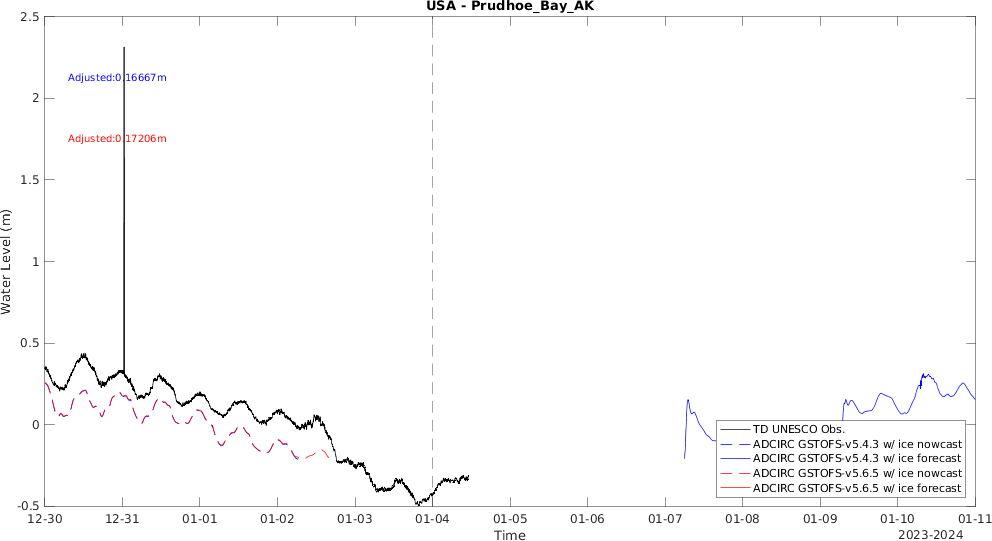 USA - Prudhoe_Bay_AK
2.5
2
1.5
1
0.5
0
-0.5
Water Level (m)
Adjusted:0.16667m
Adjusted:0.17206m
TD UNESCO Obs.
ADCIRC GSTOFS-v5.4.3 w/ ice nowcast
ADCIRC GSTOFS-v5.4.3 w/ ice forecast
ADCIRC GSTOFS-v5.6.5 w/ ice nowcast
ADCIRC GSTOFS-v5.6.5 w/ ice forecast
12-30 12-31 01-01 01-02 01-03 01-04 01-05 01-06 01-07 01-08 01-09 01-10 01-11
Time
2023-2024